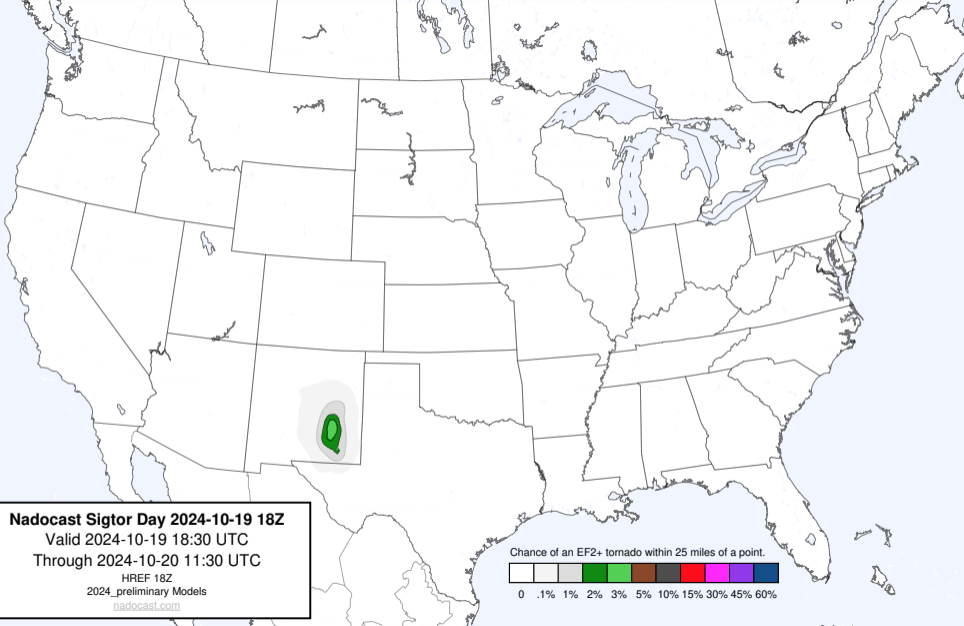 Nadocast Sigtor Day 2024-10-19 18Z
Valid 2024-10-19 18:30 UTC
Through 2024-10-20 11:30 UTC
HREF 18Z
2024_preliminary Models
nadocast.com
Chance of an EF2+ tornado within 25 miles of a point.
0 .1% 1% 2% 3% 5% 10% 15% 30% 45% 60%